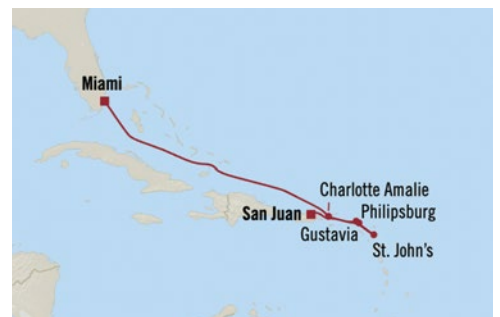 Miami
Charlotte Amalie
San Juan
Philipsburg
Gustavia
St. John's